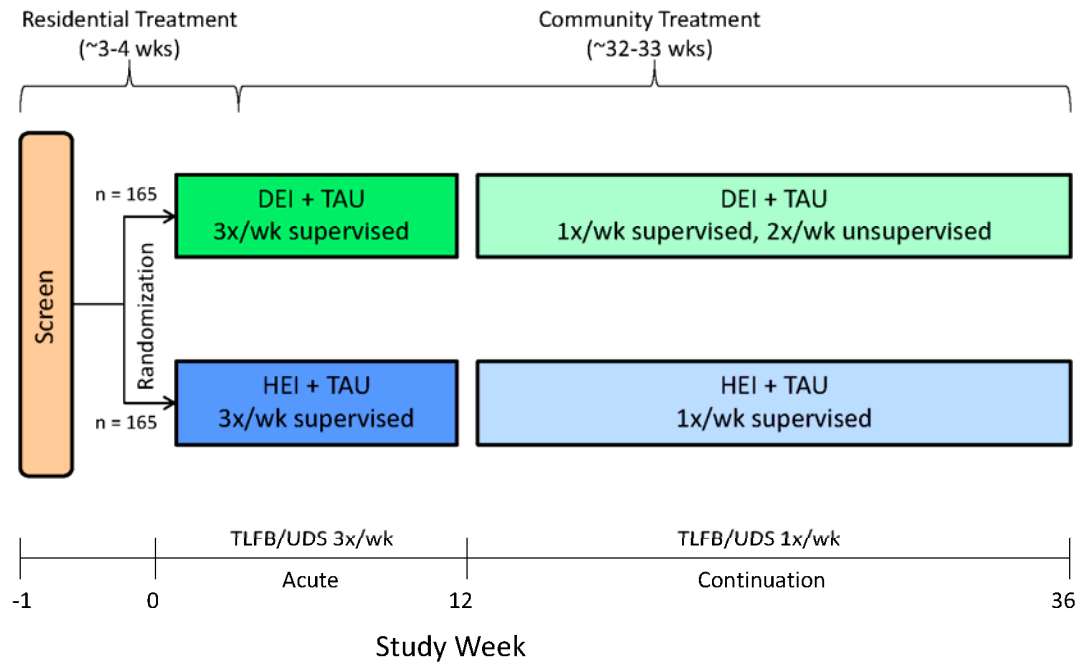 Residential Treatment
(~3-4 wks)
Community Treatment
(~32-33 wks)
Screen
n = 165
Randomization
n = 165
DEI + TAU
3x/wk supervised
DEI + TAU
1x/wk supervised, 2x/wk unsupervised
HEI + TAU
3x/wk supervised
HEI + TAU
1x/wk supervised
TLFB/UDS 3x/wk
TLFB/UDS 1x/wk
Acute
Continuation
-1
0
12
36
Study Week